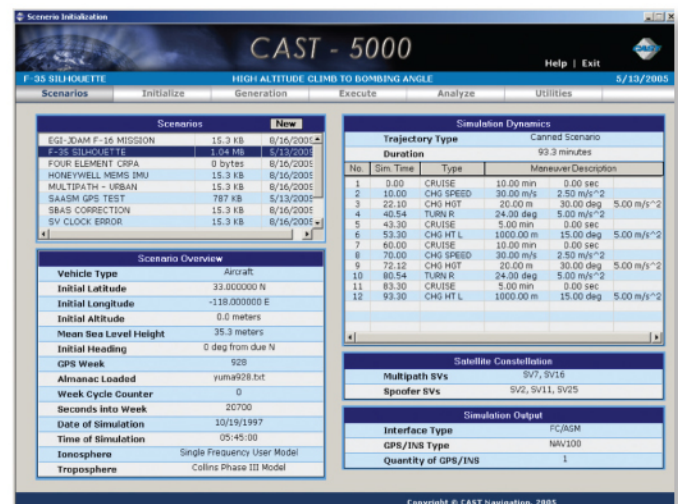 Scenerio Initialization
CAST - 5000
Help | Exit
CAST
F-35 SILHOUETTE HIGH ALTITUDE CLIMB TO BOMBING ANGLE 5/13/2005
Scenarios Initialize Generation Execute Analyze Utilities
Scenarios New
EGI-JDAM F-16 MISSION 15.3 KB 8/16/2005
F-35 SILHOUETTE 1.04 MB 5/13/2005
FOUR ELEMENT CRPA 0 bytes 8/16/2005
HONEYWELL MEMS IMU 15.3 KB 8/16/2005
MULTIPATH - URBAN 15.3 KB 8/16/2005
SAASM GPS TEST 787 KB 5/13/2005
SBAS CORRECTION 15.3 KB 8/16/2005
SV CLOCK ERROR 15.3 KB 8/16/2005
Scenario Overview
Vehicle Type Aircraft
Initial Latitude 33.000000 N
Initial Longitude -118.000000 E
Initial Altitude 0.0 meters
Mean Sea Level Height 35.3 meters
Initial Heading 0 deg from due N
GPS Week 928
Almanac Loaded yuma928.txt
Week Cycle Counter 0
Seconds into Week 20700
Date of Simulation 10/19/1997
Time of Simulation 05:45:00
Ionosphere Single Frequency User Model
Troposphere Collins Phase III Model
Simulation Dynamics
Trajectory Type Canned Scenario
Duration 93.3 minutes
No. Sim. Time Type Maneuver Description
1 0.00 CRUISE 10.00 min 0.00 sec
2 10.00 CHG SPEED 30.00 m/s 2.50 m/s^2
3 22.10 CHG HGT 20.00 m 30.00 deg 5.00 m/s^2
4 40.54 TURN R 24.00 deg 5.00 m/s^2
5 43.30 CRUISE 5.00 min 0.00 sec
6 53.30 CHG HT L 1000.00 m 15.00 deg 5.00 m/s^2
7 60.00 CRUISE 10.00 min 0.00 sec
8 70.00 CHG SPEED 30.00 m/s 2.50 m/s^2
9 72.12 CHG HGT 20.00 m 30.00 deg 5.00 m/s^2
10 80.54 TURN R 24.00 deg 5.00 m/s^2
11 83.30 CRUISE 5.00 min 0.00 sec
12 93.30 CHG HT L 1000.00 m 15.00 deg 5.00 m/s^2
Satellite Constellation
Multipath SVs SV7, SV16
Spoofer SVs SV2, SV11, SV25
Simulation Output
Interface Type FC/ASM
GPS/INS Type NAV100
Quantity of GPS/INS 1
Copyright © CAST Navigation, 2005